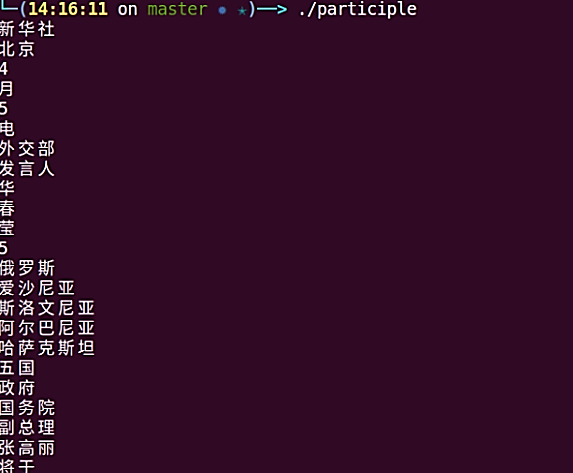 └─(14:16:11 on master ● ✭)──> ./participle
新华社
北京
4
月
5
电
外交部
发言人
华
春
莹
5
俄罗斯
爱沙尼亚
斯洛文尼亚
阿尔巴尼亚
哈萨克斯坦
五国
政府
国务院
副总理
张高丽
将于